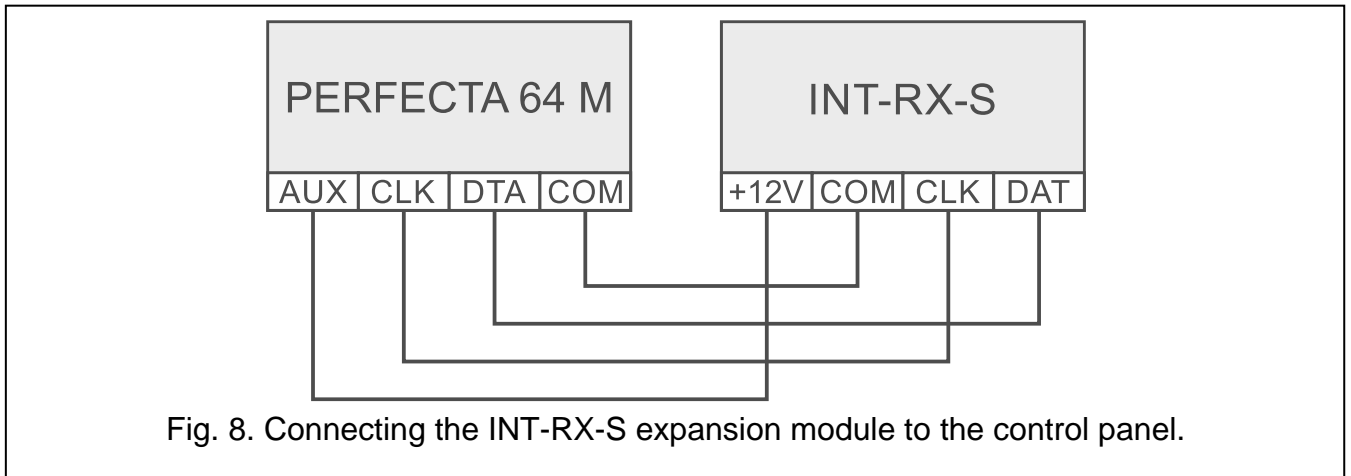 PERFECTA 64 M
INT-RX-S
AUX CLK DTA COM
+12V COM CLK DAT
Fig. 8. Connecting the INT-RX-S expansion module to the control panel.